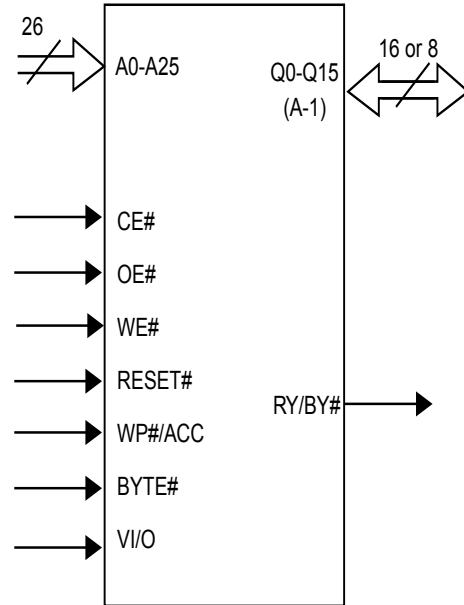 26
A0-A25
Q0-Q15
(A-1)
16 or 8
CE#
OE#
WE#
RESET#
RY/BY#
WP#/ACC
BYTE#
VI/O